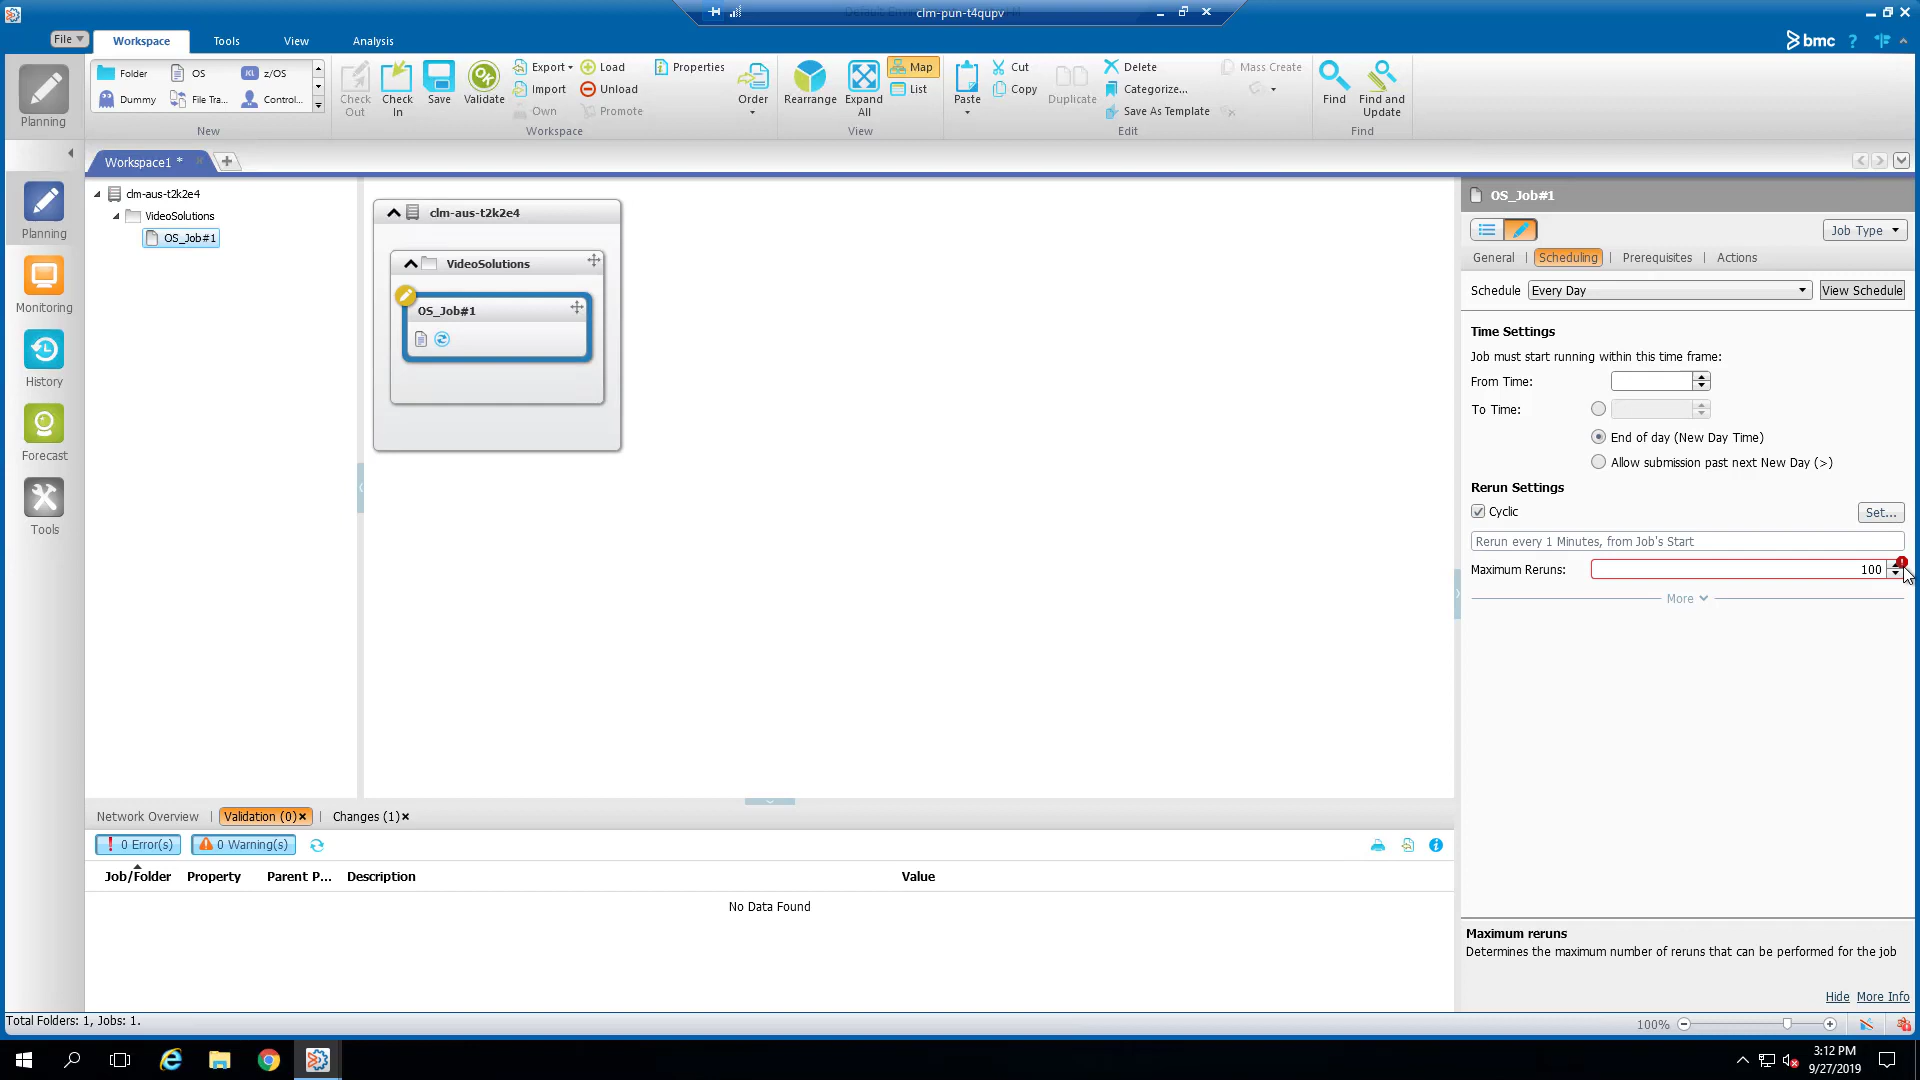 clm-pun-t4qupv
File
Workspace
Tools
View
Analysis
bmc
Planning
Folder
OS
z/OS
Dummy
File Tra...
Control...
New
Check Out
Check In
Save
Validate
Export
Import
Own
Load
Unload
Promote
Properties
Order
Workspace
Rearrange
Expand All
Map
List
View
Paste
Cut
Copy
Duplicate
Delete
Categorize...
Save As Template
Mass Create
Edit
Find
Find and Update
Find
Workspace1 *
Planning
Monitoring
History
Forecast
Tools
clm-aus-t2k2e4
VideoSolutions
OS_Job#1
clm-aus-t2k2e4
VideoSolutions
OS_Job#1
OS_Job#1
Job Type
General
Scheduling
Prerequisites
Actions
Schedule
Every Day
View Schedule
Time Settings
Job must start running within this time frame:
From Time:
To Time:
End of day (New Day Time)
Allow submission past next New Day (>)
Rerun Settings
Cyclic
Set...
Rerun every 1 Minutes, from Job's Start
Maximum Reruns:
100
More
Network Overview
Validation (0)
Changes (1)
0 Error(s)
0 Warning(s)
Job/Folder
Property
Parent P...
Description
Value
No Data Found
Maximum reruns
Determines the maximum number of reruns that can be performed for the job
Hide
More Info
Total Folders: 1, Jobs: 1.
100%
3:12 PM
9/27/2019